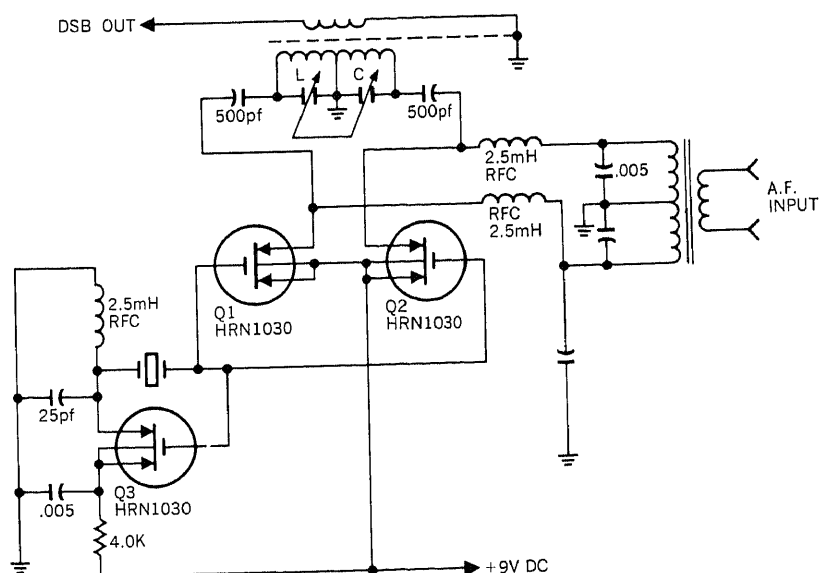 DSB OUT
L C
500pf
500pf
2.5mH
RFC
.005
A.F.
INPUT
RFC
2.5mH
Q1
HRN1030
Q2
HRN1030
2.5mH
RFC
25pf
.005
Q3
HRN1030
4.0K
+9V DC